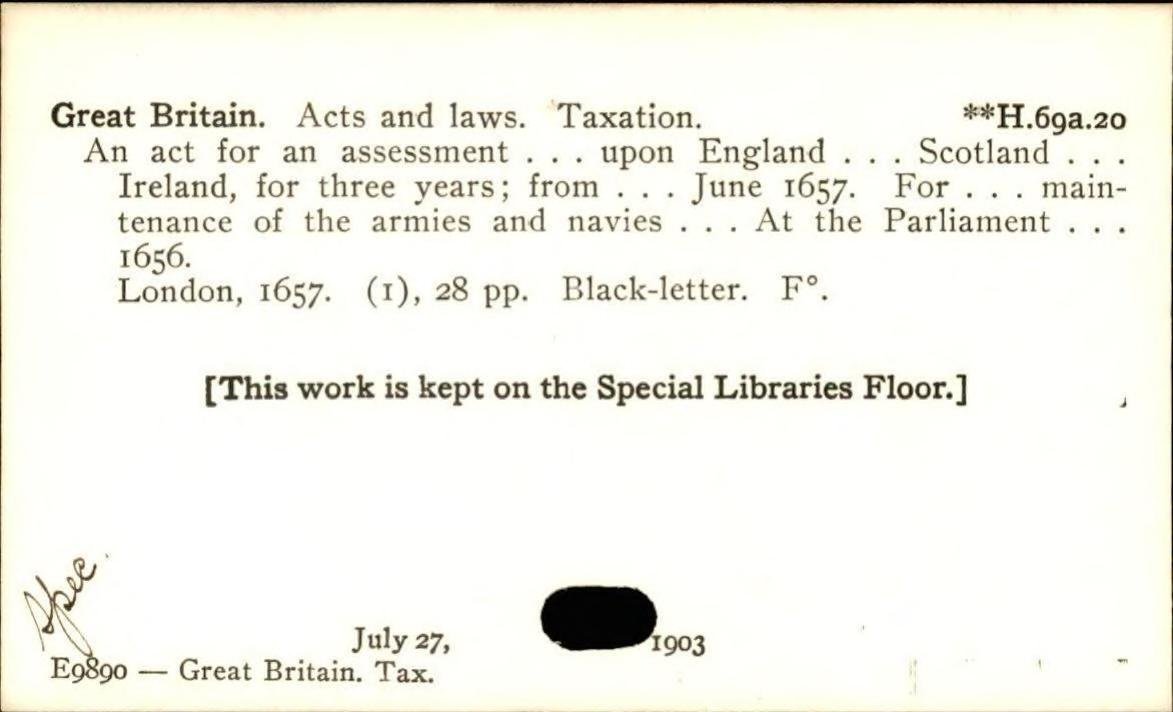 Great Britain. Acts and laws. Taxation. **H.69a.20
An act for an assessment . . . upon England . . . Scotland . . .
Ireland, for three years; from . . . June 1657. For . . . main-
tenance of the armies and navies . . . At the Parliament . . .
1656.
London, 1657. (1), 28 pp. Black-letter. F°.
[This work is kept on the Special Libraries Floor.]
Spec.
July 27, 1903
E9890 — Great Britain. Tax.